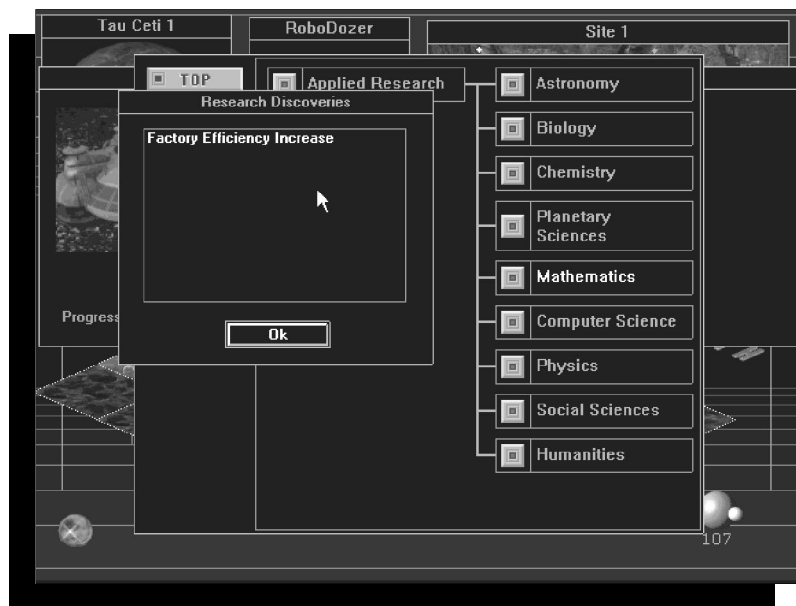 Tau Ceti 1
RoboDozer
Site 1
TOP
Applied Research
Astronomy
Research Discoveries
Factory Efficiency Increase
Biology
Chemistry
Planetary
Sciences
Mathematics
Progress
Ok
Computer Science
Physics
Social Sciences
Humanities
107